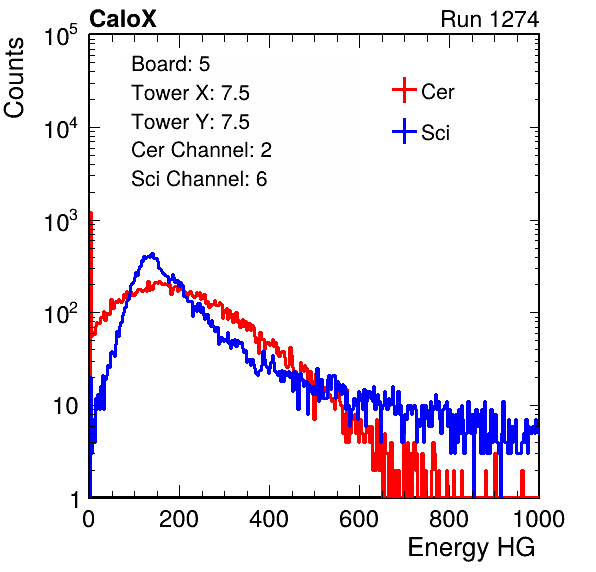 CaloX Run 1274
Counts
10^5
10^4
10^3
10^2
10
1
Board: 5
Tower X: 7.5
Tower Y: 7.5
Cer Channel: 2
Sci Channel: 6
Cer
Sci
0 200 400 600 800 1000
Energy HG